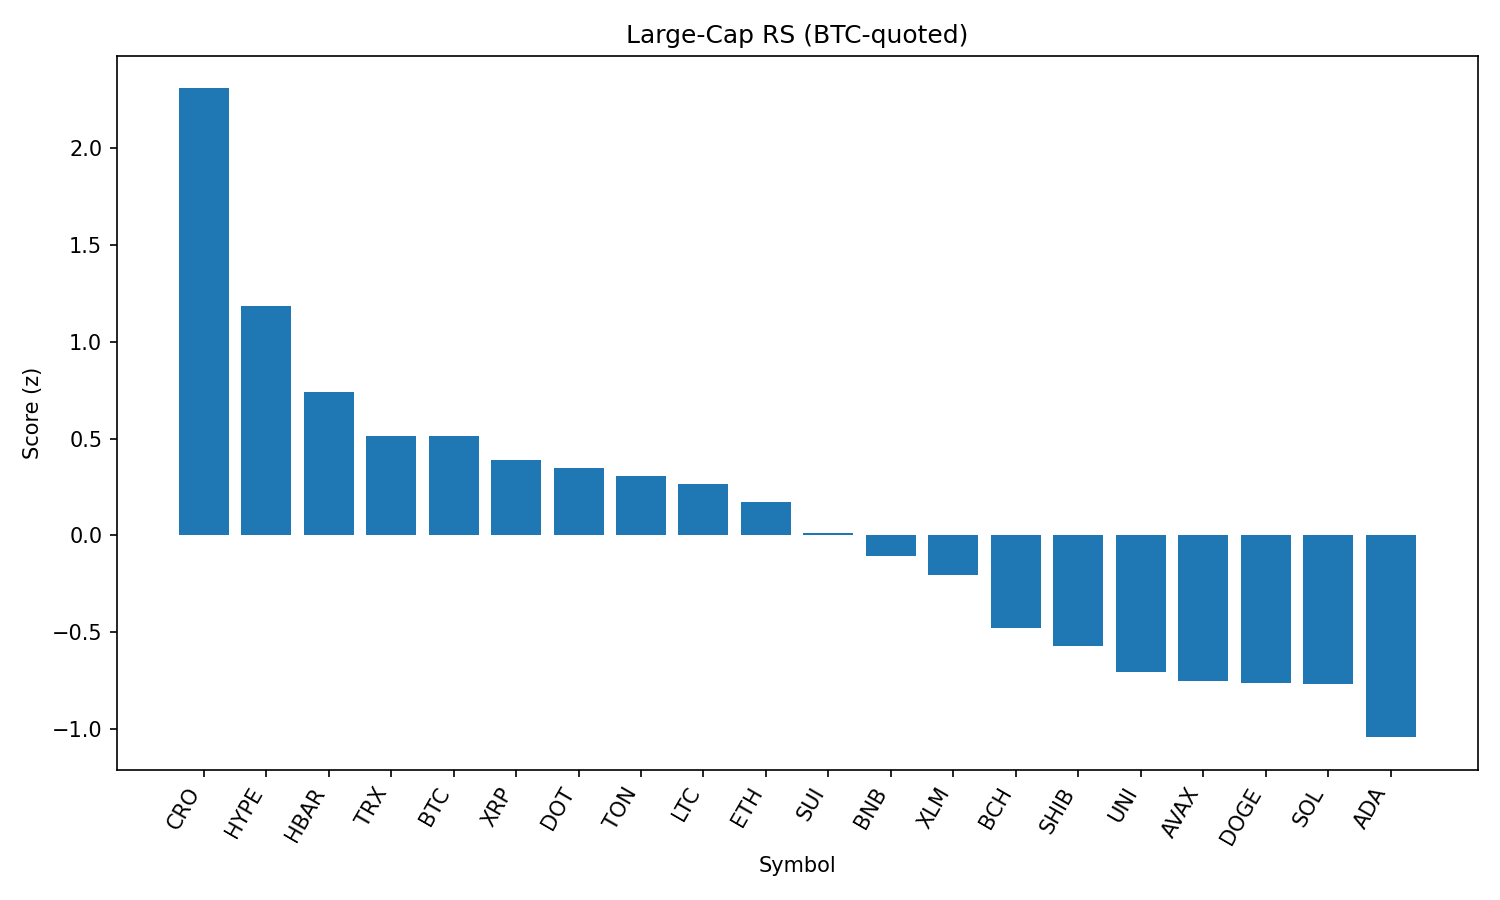 Large-Cap RS (BTC-quoted)
Score (z)
2.0
1.5
1.0
0.5
0.0
−0.5
−1.0
CRO
HYPE
HBAR
TRX
BTC
XRP
DOT
TON
LTC
ETH
SUI
BNB
XLM
BCH
SHIB
UNI
AVAX
DOGE
SOL
ADA
Symbol